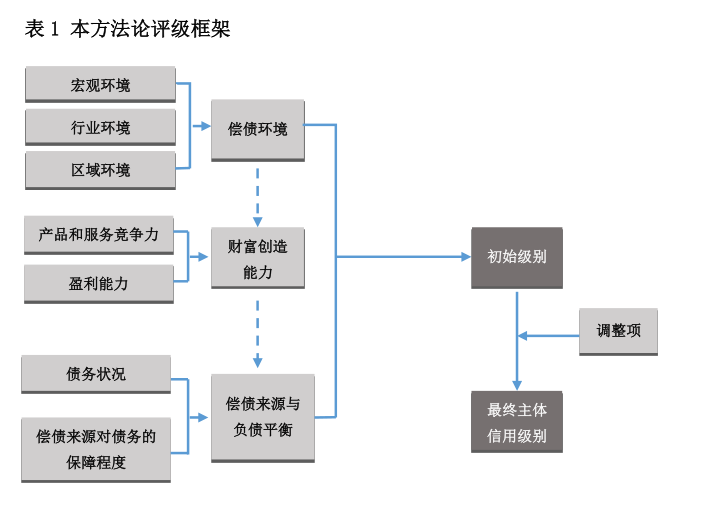 表 1 本方法论评级框架
宏观环境
行业环境
区域环境
偿债环境
产品和服务竞争力
盈利能力
财富创造
能力
债务状况
偿债来源对债务的
保障程度
偿债来源与
负债平衡
初始级别
调整项
最终主体
信用级别